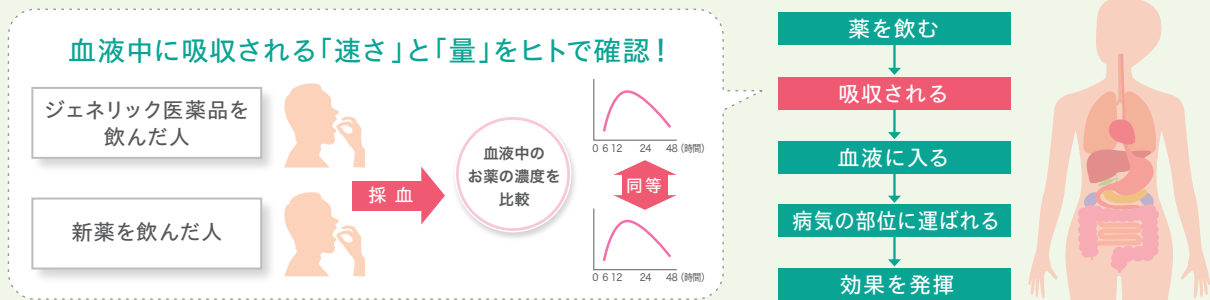 血液中に吸収される「速さ」と「量」をヒトで確認！
ジェネリック医薬品を
飲んだ人
新薬を飲んだ人
採血
血液中の
お薬の濃度を
比較
0 6 12 24 48 (時間)
同等
0 6 12 24 48 (時間)
薬を飲む
吸収される
血液に入る
病気の部位に運ばれる
効果を発揮